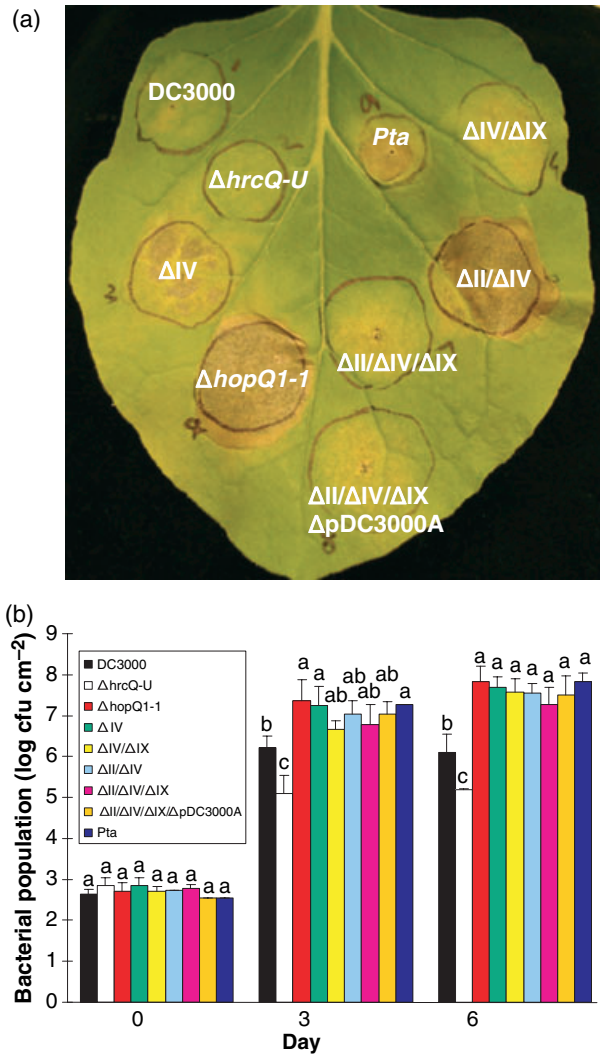 (a)
DC3000
Pta
ΔIV/ΔIX
ΔhrcQ-U
ΔIV
ΔII/ΔIV
ΔII/ΔIV/ΔIX
ΔhopQ1-1
ΔII/ΔIV/ΔIX
ΔpDC3000A
(b)
Bacterial population (log cfu cm⁻²)
9
8
7
6
5
4
3
2
1
0
DC3000
ΔhrcQ-U
ΔhopQ1-1
Δ IV
ΔIV/ΔIX
ΔII/ΔIV
ΔII/ΔIV/ΔIX
ΔII/ΔIV/ΔIX/ΔpDC3000A
Pta
a a a a a a a a a
b c a a ab ab ab ab a
b c a a a a a a a
0 3 6
Day